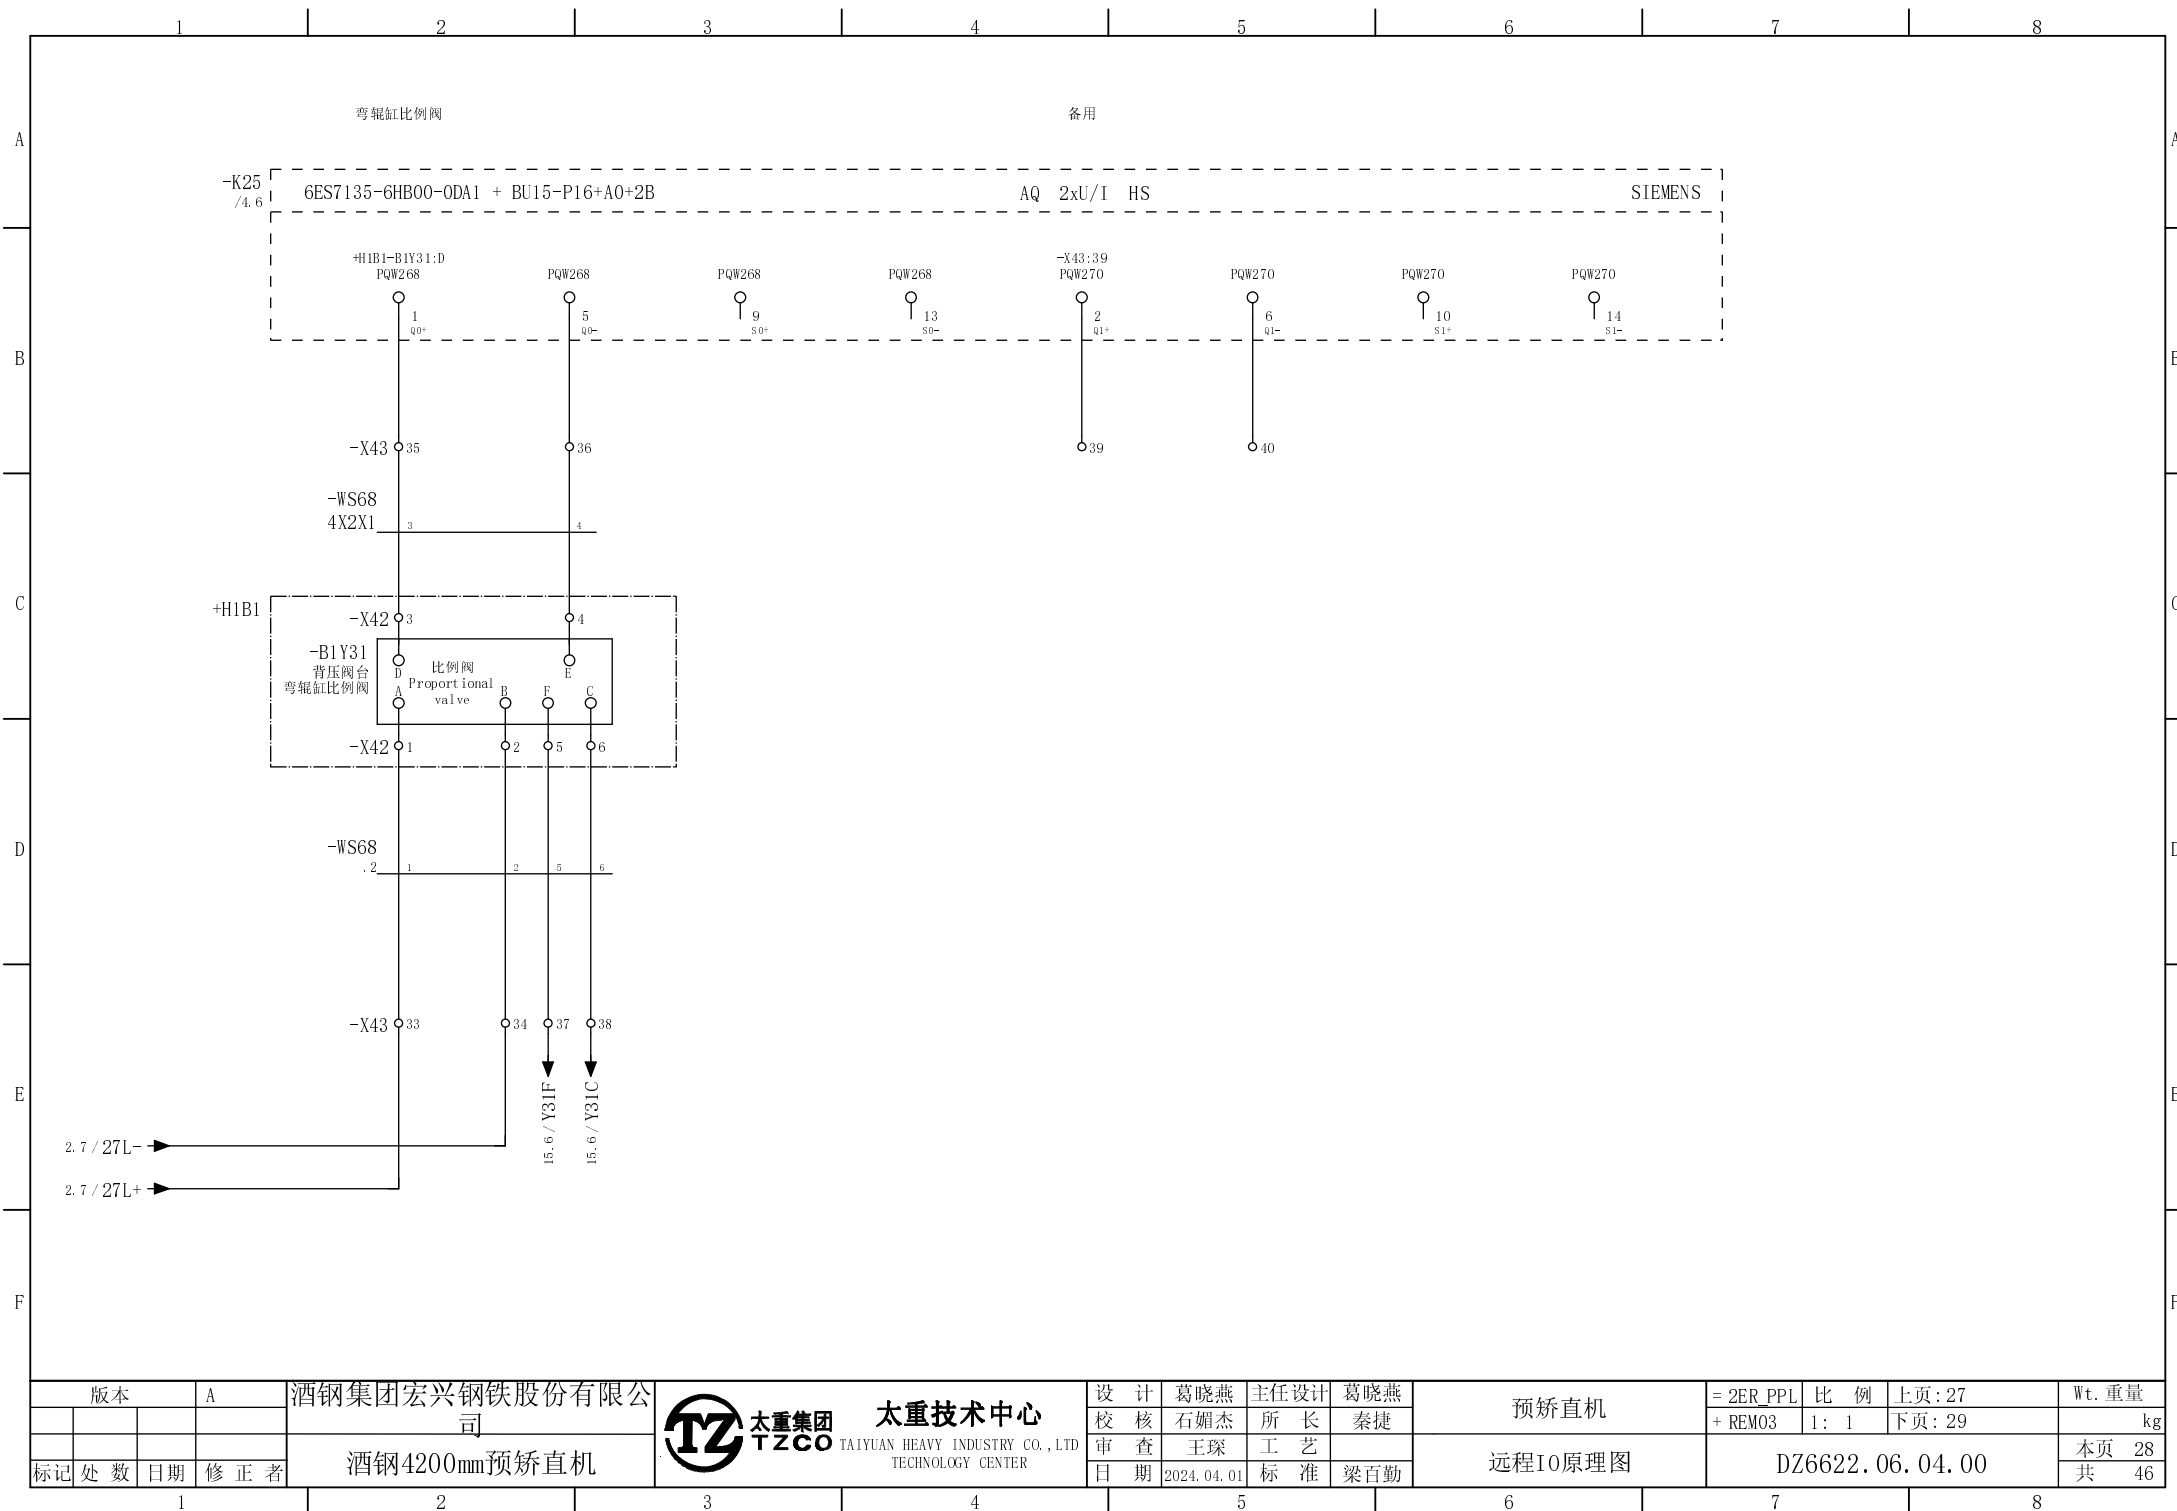 1 2 3 4 5 6 7 8
弯辊缸比例阀 备用
A A
-K25 6ES7135-6HB00-0DA1 + BU15-P16+A0+2B AQ 2xU/I HS SIEMENS
/4.6
+H1B1-B1Y31:D -X43:39
PQW268 PQW268 PQW268 PQW268 PQW270 PQW270 PQW270 PQW270
1 5 9 13 2 6 10 14
Q0+ Q0- S0+ S0- Q1+ Q1- S1+ S1-
B B
-X43 35 36 39 40
-WS68
4X2X1 3 4
C C
+H1B1
-X42 3 4
-B1Y31
背压阀台
弯辊缸比例阀
D 比例阀 E
Proportional
valve
A B F C
-X42 1 2 5 6
D D
-WS68
.2 1 2 5 6
-X43 33 34 37 38
E E
15.6/Y31F 15.6/Y31C
2.7/27L-
2.7/27L+
F F
版本 A
标记 处 数 日期 修 正 者
酒钢集团宏兴钢铁股份有限公
司
酒钢4200mm预矫直机
TZ 太重集团
TZCO
太重技术中心
TAIYUAN HEAVY INDUSTRY CO.,LTD
TECHNOLOGY CENTER
设 计 葛晓燕 主任设计 葛晓燕
校 核 石媚杰 所 长 秦捷
审 查 王琛 工 艺
日 期 2024.04.01 标 准 梁百勤
预矫直机
远程IO原理图
= 2ER_PPL 比 例 上页:27 Wt.重量
+ REM03 1: 1 下页:29 kg
DZ6622.06.04.00
本页 28
共 46
1 2 3 4 5 6 7 8